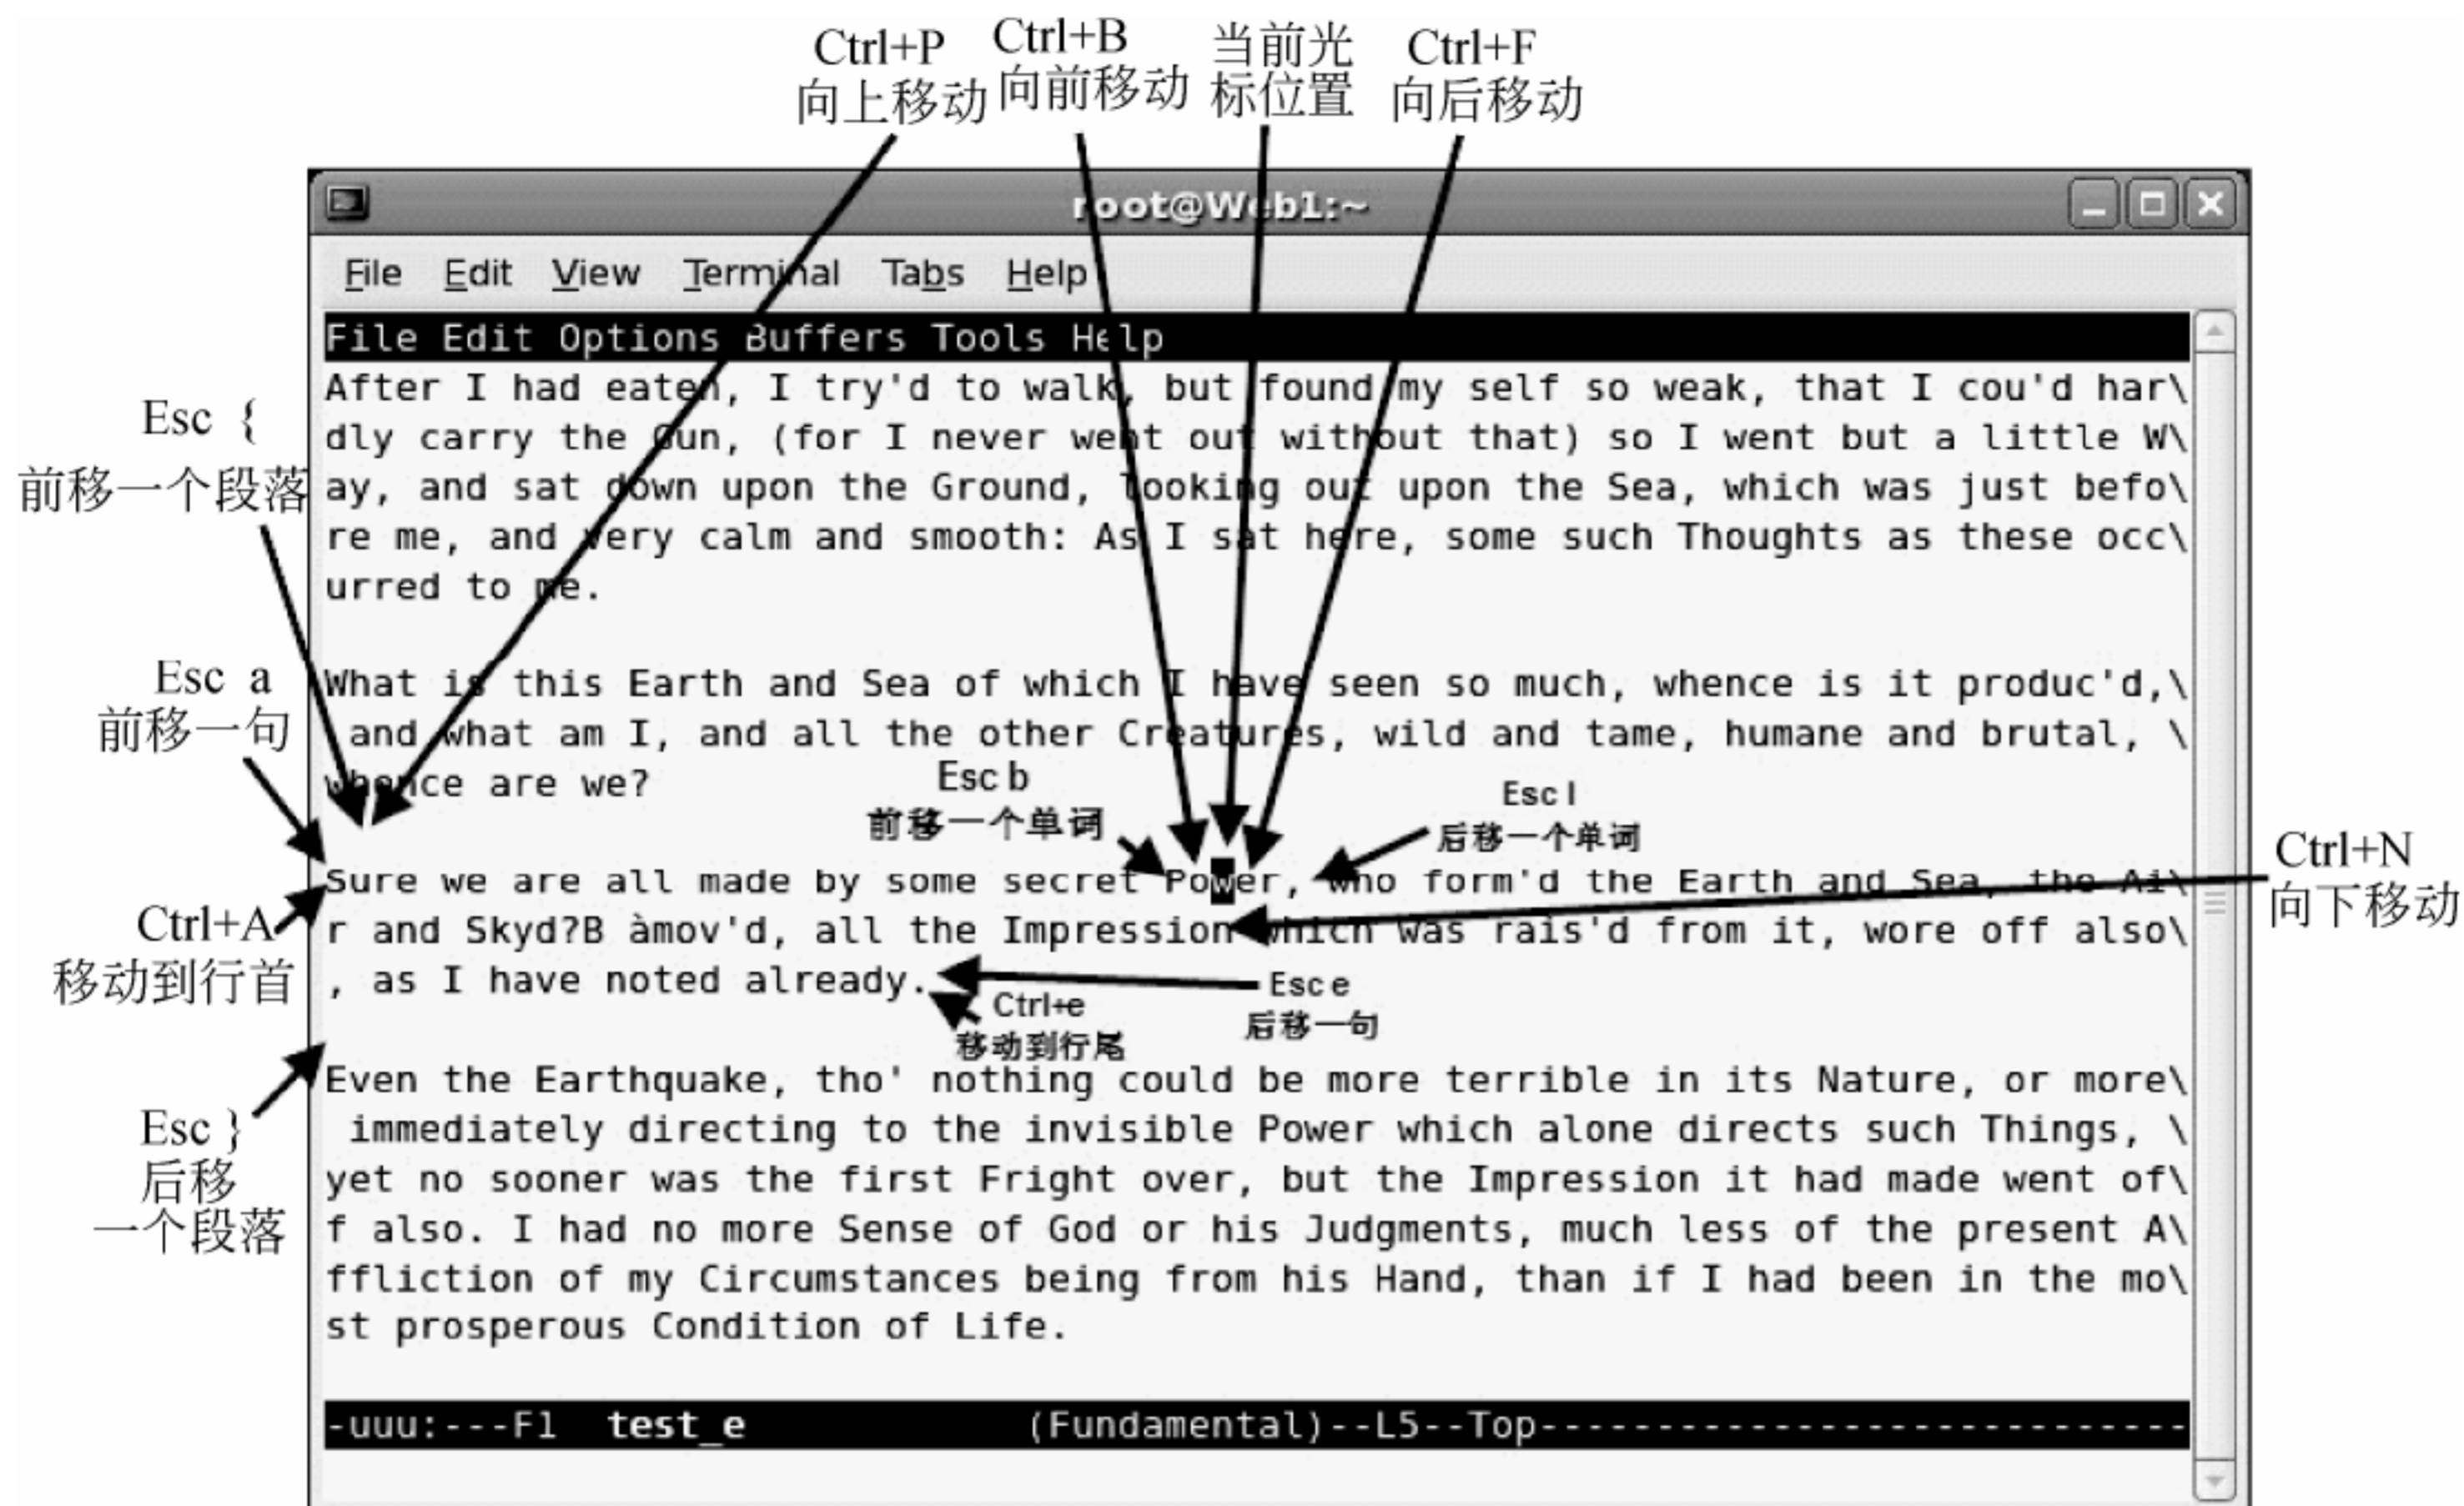 Ctrl+P
向上移动
Ctrl+B
向前移动
当前光
标位置
Ctrl+F
向后移动
root@Web1:~
File Edit View Terminal Tabs Help
File Edit Options Buffers Tools Help
After I had eaten, I try'd to walk, but found my self so weak, that I cou'd har\
dly carry the Gun, (for I never went out without that) so I went but a little W\
ay, and sat down upon the Ground, looking out upon the Sea, which was just befo\
re me, and very calm and smooth: As I sat here, some such Thoughts as these occ\
urred to me.
Esc {
前移一个段落
What is this Earth and Sea of which I have seen so much, whence is it produc'd,\
and what am I, and all the other Creatures, wild and tame, humane and brutal, \
whence are we?
Esc a
前移一句
Esc b
前移一个单词
Esc l
后移一个单词
Sure we are all made by some secret Power, who form'd the Earth and Sea, the Ai\
r and Skyd?B àmov'd, all the Impression which was rais'd from it, wore off also\
, as I have noted already.
Ctrl+N
向下移动
Ctrl+A
移动到行首
Esc e
后移一句
Ctrl+e
移动到行尾
Even the Earthquake, tho' nothing could be more terrible in its Nature, or more\
immediately directing to the invisible Power which alone directs such Things, \
yet no sooner was the first Fright over, but the Impression it had made went of\
f also. I had no more Sense of God or his Judgments, much less of the present A\
ffliction of my Circumstances being from his Hand, than if I had been in the mo\
st prosperous Condition of Life.
Esc }
后移
一个段落
-uuu:---F1 test_e (Fundamental)--L5--Top----------------------------